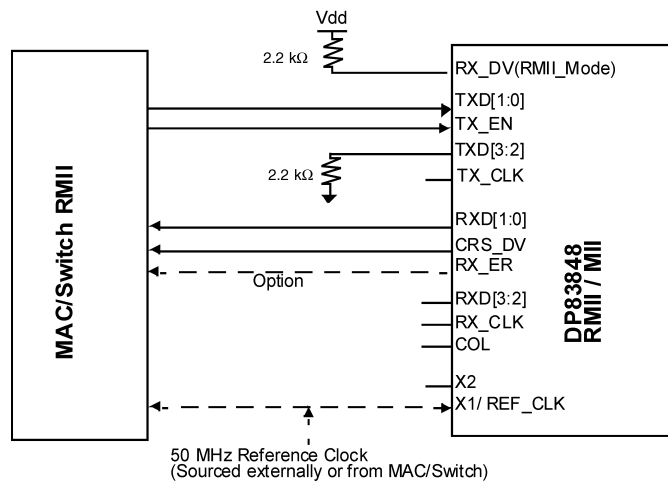 Vdd
2.2 kΩ
RX_DV(RMII_Mode)
TXD[1:0]
TX_EN
TXD[3:2]
2.2 kΩ
TX_CLK
RXD[1:0]
CRS_DV
RX_ER
Option
RXD[3:2]
RX_CLK
COL
X2
X1/ REF_CLK
MAC/Switch RMII
DP83848
RMII / MII
50 MHz Reference Clock
(Sourced externally or from MAC/Switch)